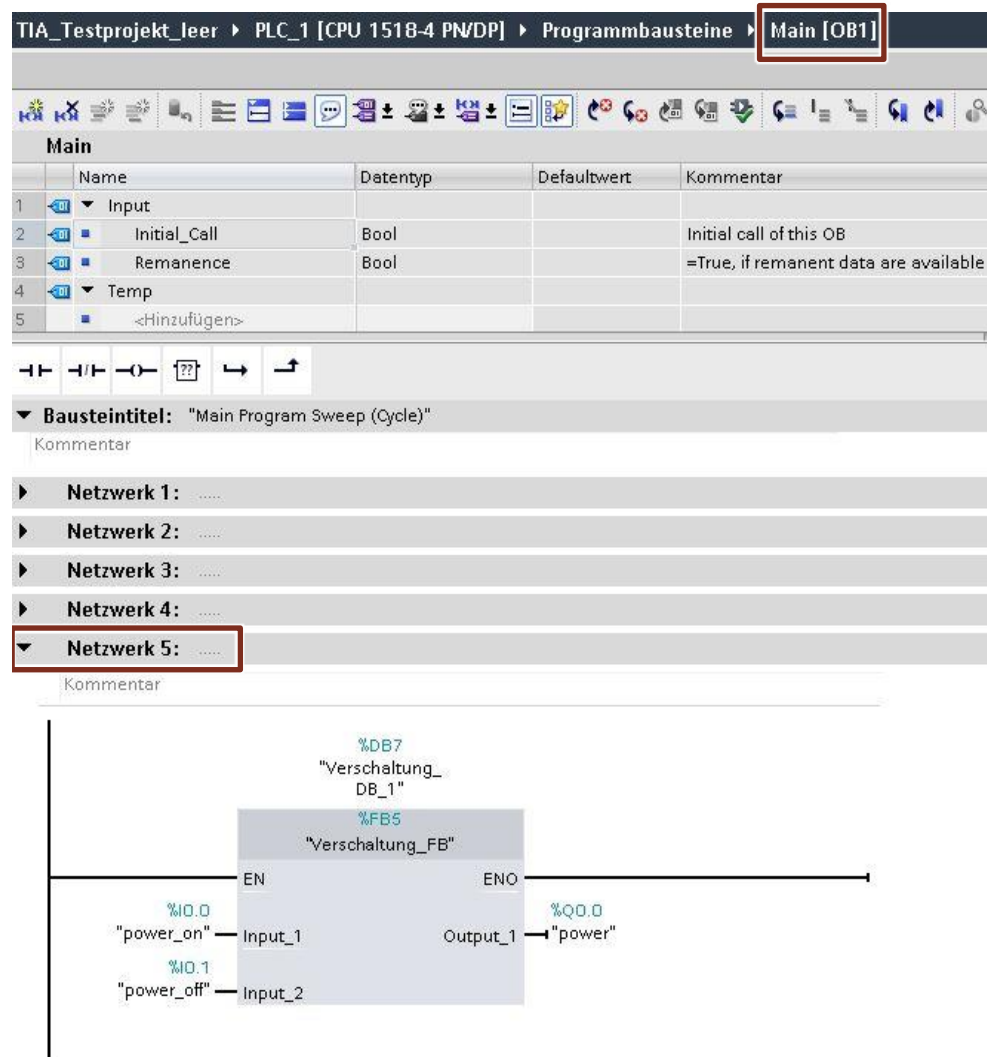 TIA_Testprojekt_leer ▸ PLC_1 [CPU 1518-4 PN/DP] ▸ Programmbausteine ▸ Main [OB1]
Main
Name Datentyp Defaultwert Kommentar
1 Input
2 Initial_Call Bool Initial call of this OB
3 Remanence Bool =True, if remanent data are available
4 Temp
5 <Hinzufügen>
??
Bausteintitel: "Main Program Sweep (Cycle)"
Kommentar
Netzwerk 1: .....
Netzwerk 2: .....
Netzwerk 3: .....
Netzwerk 4: .....
Netzwerk 5: .....
Kommentar
%DB7
"Verschaltung_
DB_1"
%FB5
"Verschaltung_FB"
EN ENO
%I0.0 %Q0.0
"power_on" Input_1 Output_1 "power"
%I0.1
"power_off" Input_2